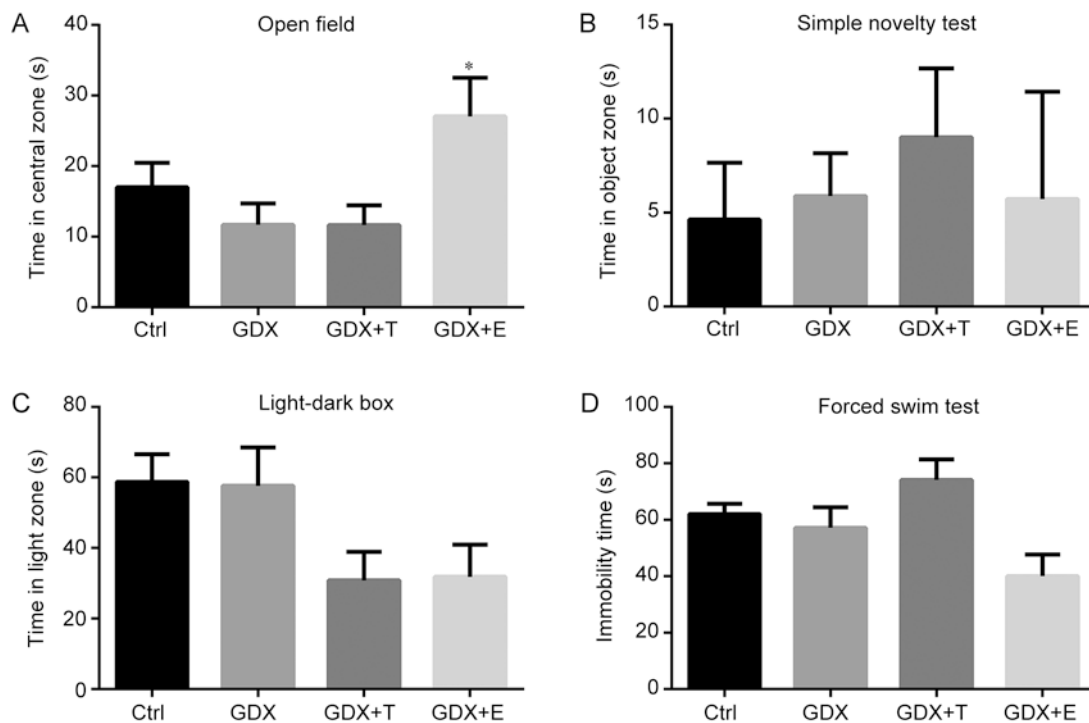 A
Open field
Time in central zone (s)
40
30
20
10
0
*
Ctrl GDX GDX+T GDX+E
B
Simple novelty test
Time in object zone (s)
15
10
5
0
Ctrl GDX GDX+T GDX+E
C
Light-dark box
Time in light zone (s)
80
60
40
20
0
Ctrl GDX GDX+T GDX+E
D
Forced swim test
Immobility time (s)
100
80
60
40
20
0
Ctrl GDX GDX+T GDX+E